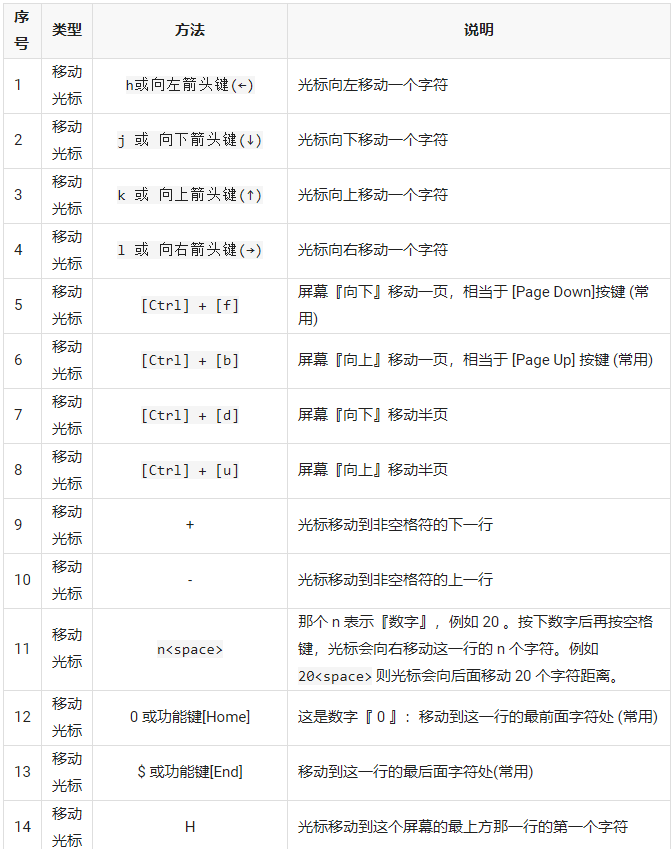 序号 类型 方法 说明
1 移动光标 h或向左箭头键(←) 光标向左移动一个字符
2 移动光标 j 或 向下箭头键(↓) 光标向下移动一个字符
3 移动光标 k 或 向上箭头键(↑) 光标向上移动一个字符
4 移动光标 l 或 向右箭头键(→) 光标向右移动一个字符
5 移动光标 [Ctrl] + [f] 屏幕『向下』移动一页，相当于 [Page Down]按键 (常用)
6 移动光标 [Ctrl] + [b] 屏幕『向上』移动一页，相当于 [Page Up] 按键 (常用)
7 移动光标 [Ctrl] + [d] 屏幕『向下』移动半页
8 移动光标 [Ctrl] + [u] 屏幕『向上』移动半页
9 移动光标 + 光标移动到非空格符的下一行
10 移动光标 - 光标移动到非空格符的上一行
11 移动光标 n<space> 那个 n 表示『数字』，例如 20 。按下数字后再按空格键，光标会向右移动这一行的 n 个字符。例如 20<space> 则光标会向后面移动 20 个字符距离。
12 移动光标 0 或功能键[Home] 这是数字『 0 』：移动到这一行的最前面字符处 (常用)
13 移动光标 $ 或功能键[End] 移动到这一行的最后面字符处(常用)
14 移动光标 H 光标移动到这个屏幕的最上方那一行的第一个字符